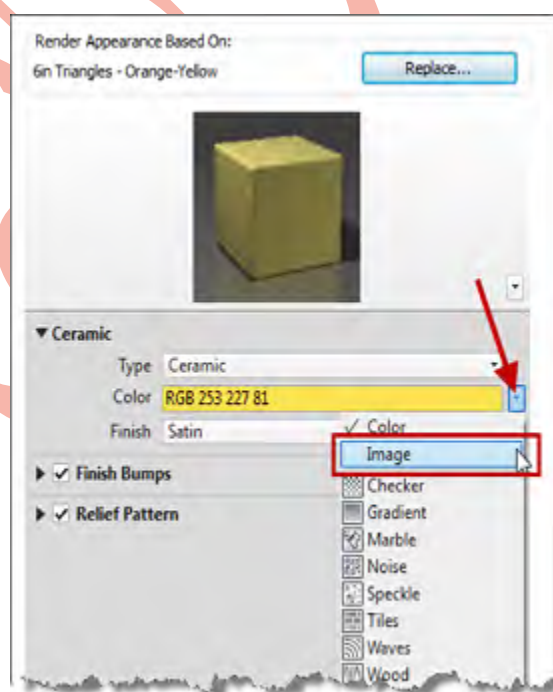 Render Appearance Based On:
6in Triangles - Orange-Yellow
Replace...
Ceramic
Type Ceramic
Color RGB 253 227 81
Finish Satin
Color
Image
Finish Bumps
Checker
Relief Pattern
Gradient
Marble
Noise
Speckle
Tiles
Waves
Wood